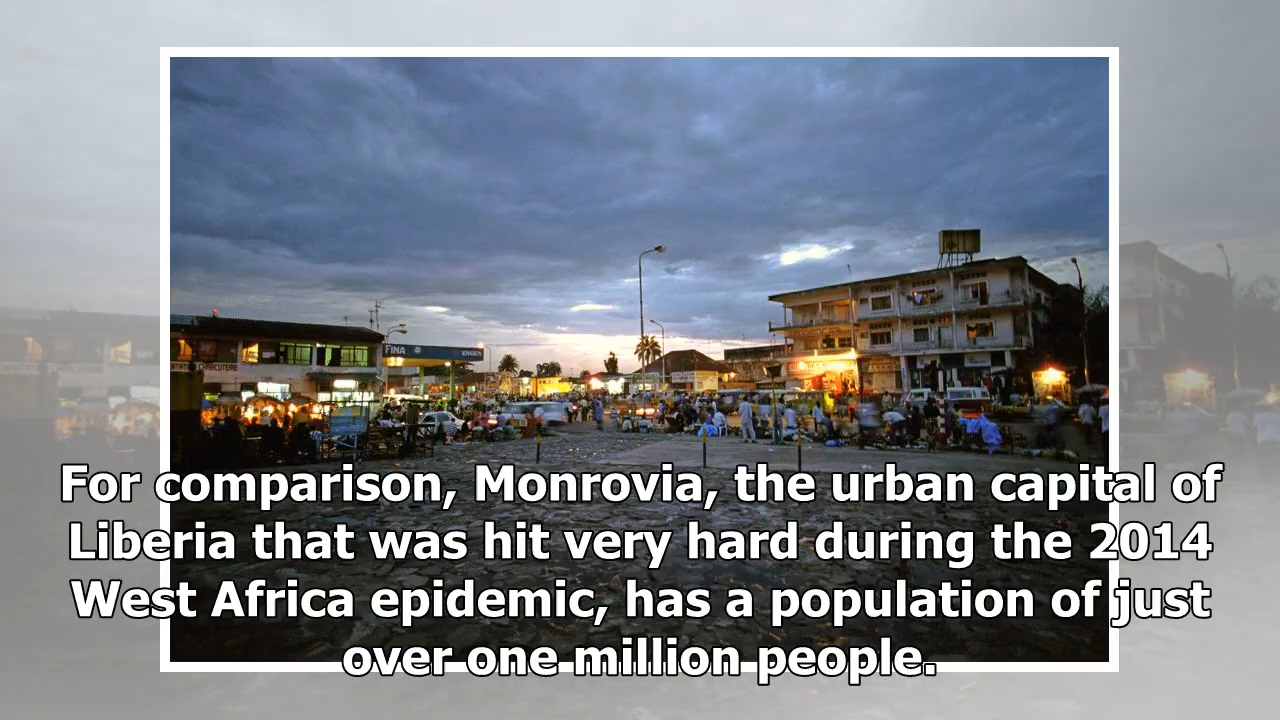 FINA
For comparison, Monrovia, the urban capital of
Liberia that was hit very hard during the 2014
West Africa epidemic, has a population of just
over one million people.